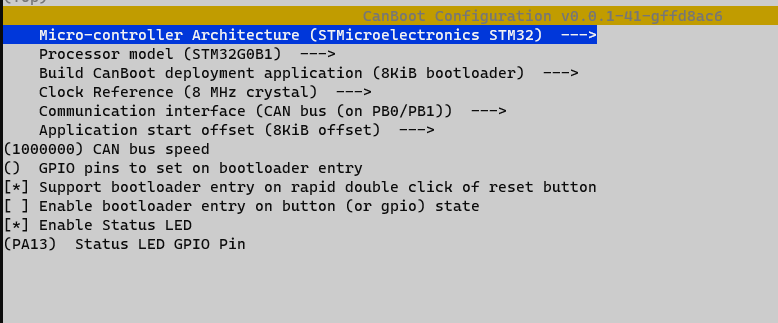 (Top)
CanBoot Configuration v0.0.1-41-gffd8ac6
Micro-controller Architecture (STMicroelectronics STM32)  --->
Processor model (STM32G0B1)  --->
Build CanBoot deployment application (8KiB bootloader)  --->
Clock Reference (8 MHz crystal)  --->
Communication interface (CAN bus (on PB0/PB1))  --->
Application start offset (8KiB offset)  --->
(1000000) CAN bus speed
()  GPIO pins to set on bootloader entry
[*] Support bootloader entry on rapid double click of reset button
[ ] Enable bootloader entry on button (or gpio) state
[*] Enable Status LED
(PA13)  Status LED GPIO Pin